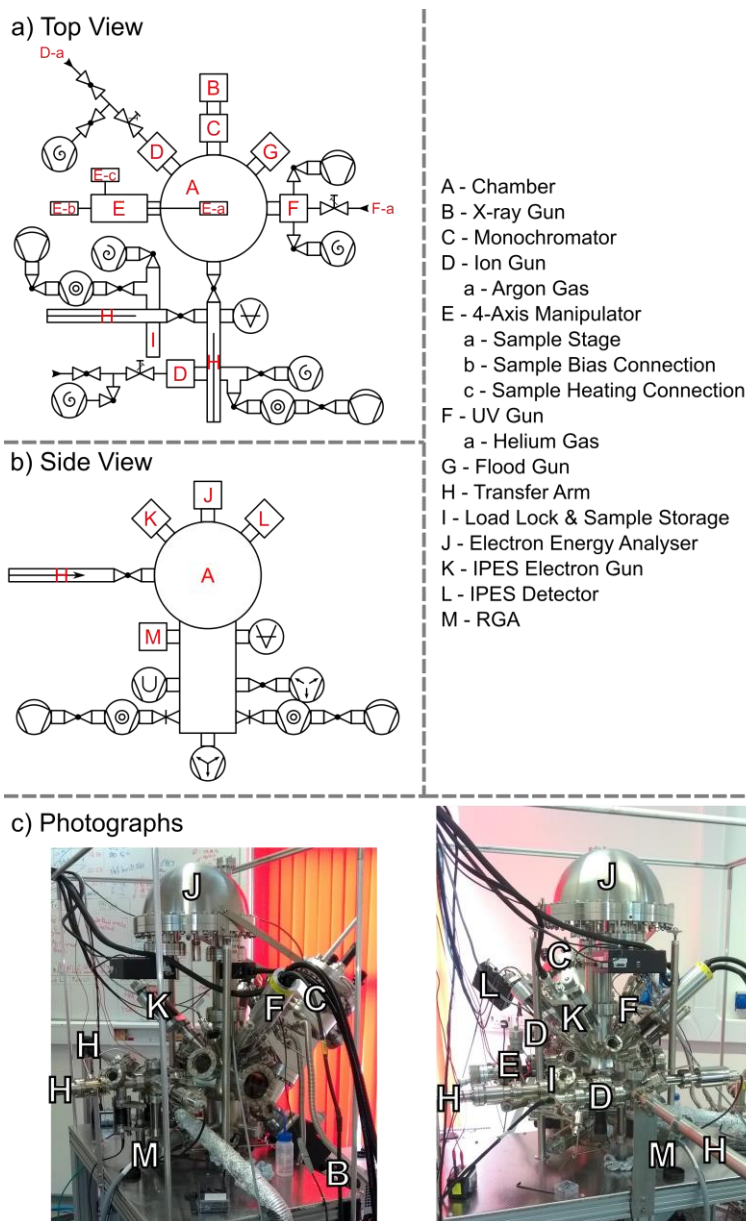 a) Top View
D-a
B
C
D
G
A
E-c
E-b
E
E-a
F
F-a
H
I
H
D
b) Side View
J
K
L
H
A
M
A - Chamber
B - X-ray Gun
C - Monochromator
D - Ion Gun
a - Argon Gas
E - 4-Axis Manipulator
a - Sample Stage
b - Sample Bias Connection
c - Sample Heating Connection
F - UV Gun
a - Helium Gas
G - Flood Gun
H - Transfer Arm
I - Load Lock & Sample Storage
J - Electron Energy Analyser
K - IPES Electron Gun
L - IPES Detector
M - RGA
c) Photographs
J
K
F
C
H
H
M
B
J
C
L
K
F
D
E
I
D
H
M
H